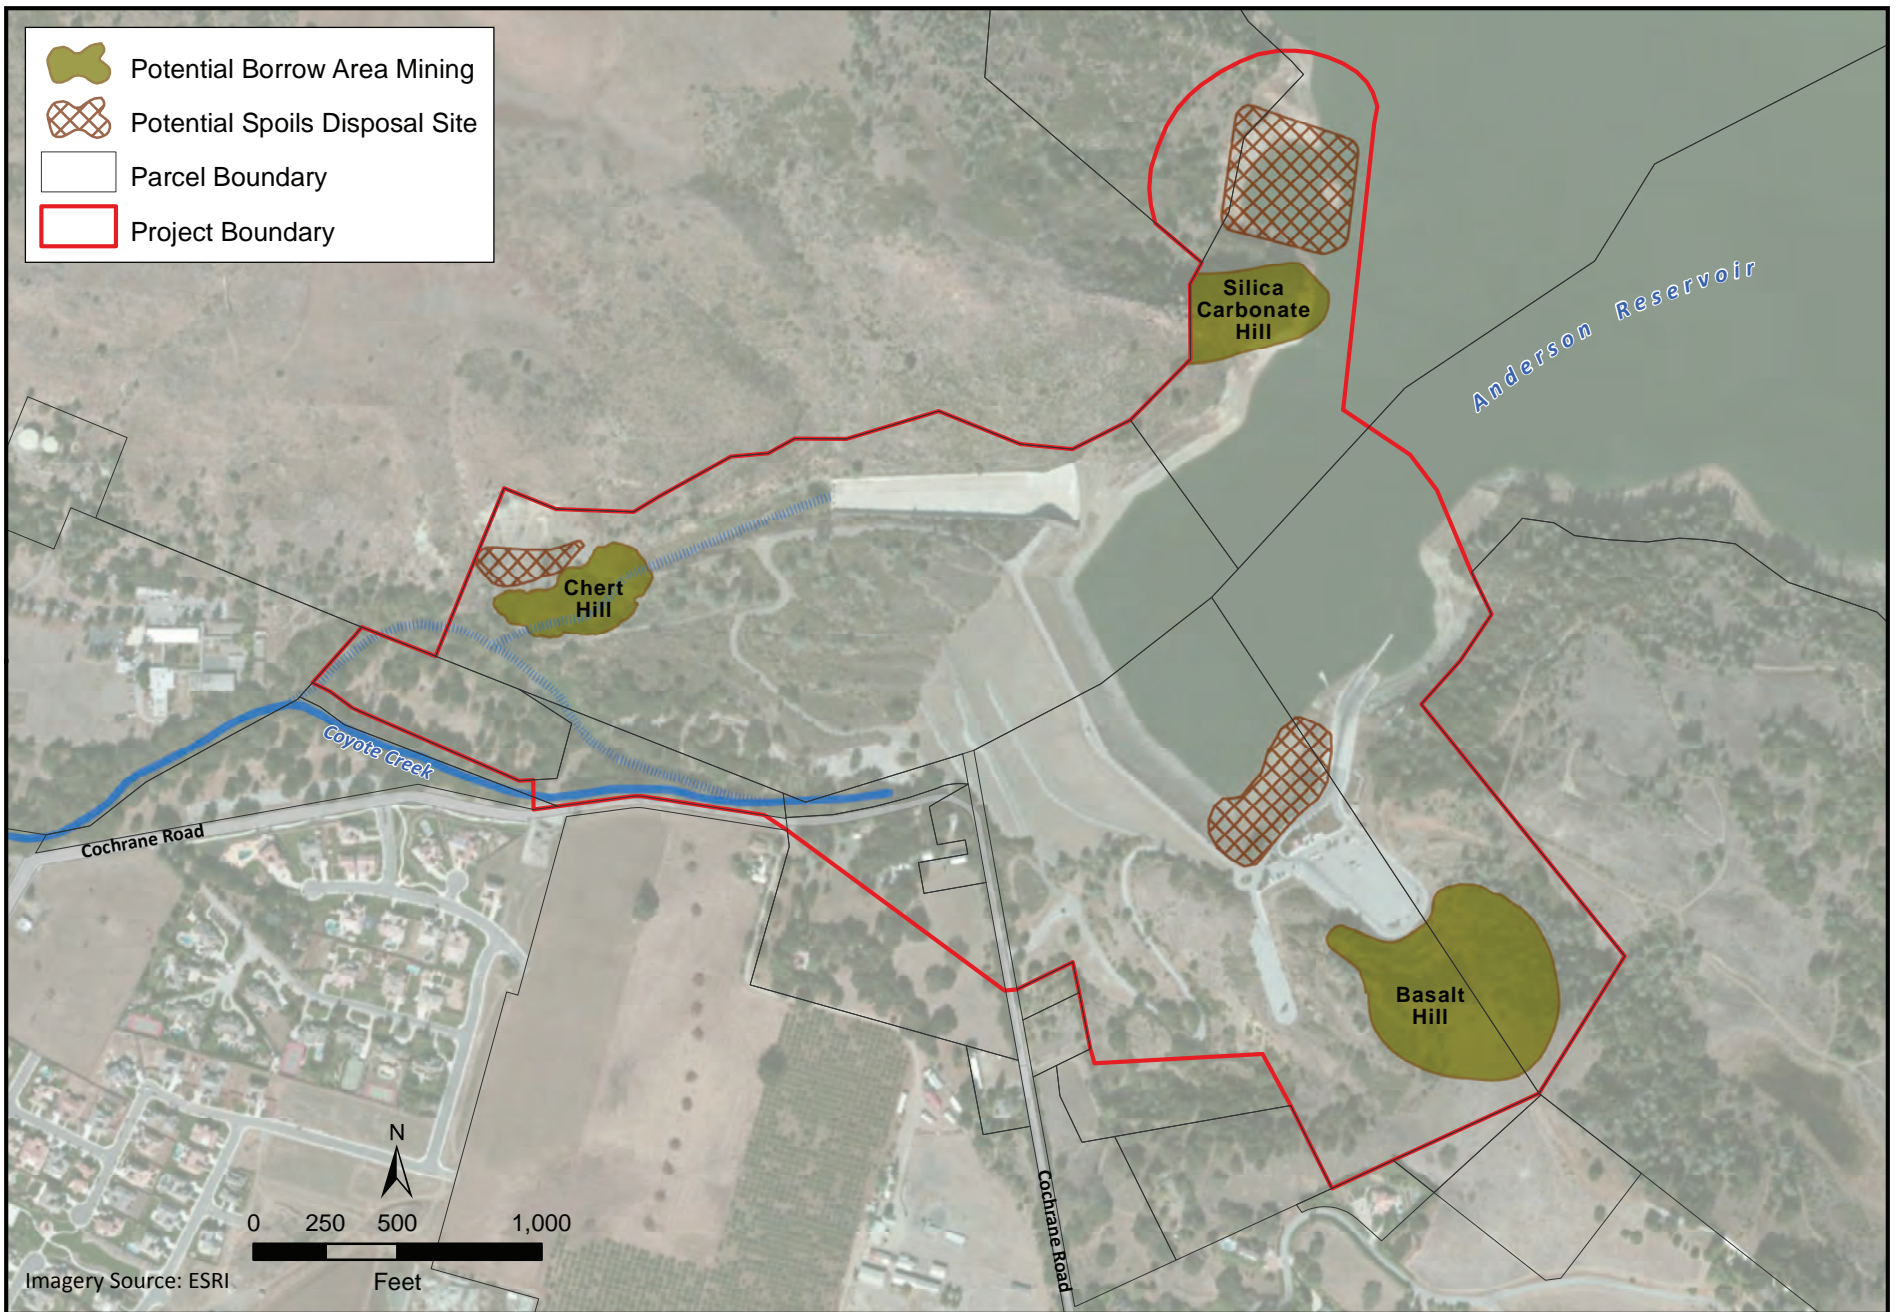 Potential Borrow Area Mining
Potential Spoils Disposal Site
Parcel Boundary
Project Boundary
Silica
Carbonate
Hill
Anderson Reservoir
Chert
Hill
Coyote Creek
Cochrane Road
Basalt
Hill
Cochrane Road
N
0 250 500 1,000
Feet
Imagery Source: ESRI